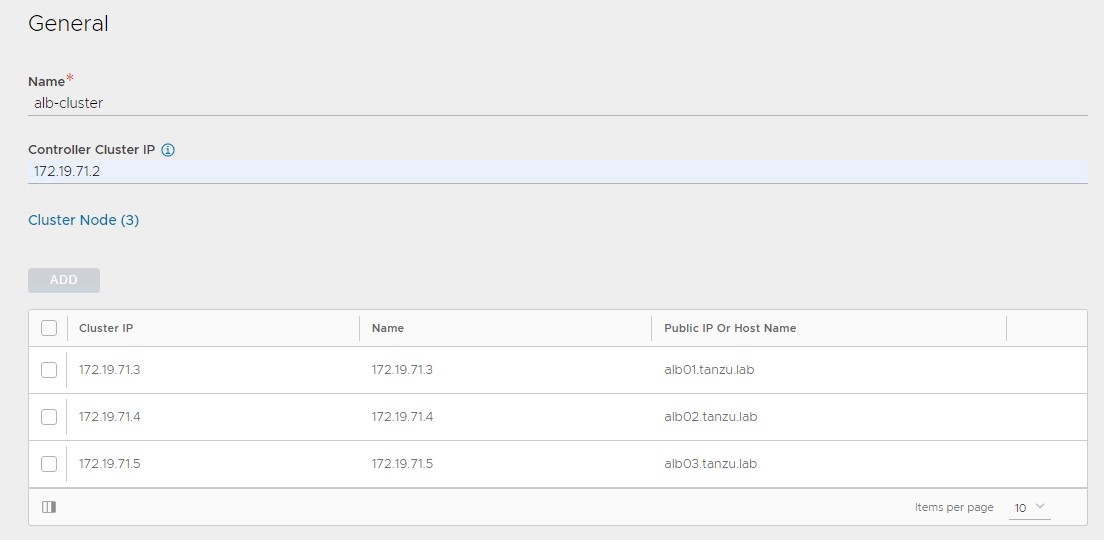 General
Name*
alb-cluster
Controller Cluster IP
172.19.71.2
Cluster Node (3)
ADD
Cluster IP Name Public IP Or Host Name
172.19.71.3 172.19.71.3 alb01.tanzu.lab
172.19.71.4 172.19.71.4 alb02.tanzu.lab
172.19.71.5 172.19.71.5 alb03.tanzu.lab
Items per page 10